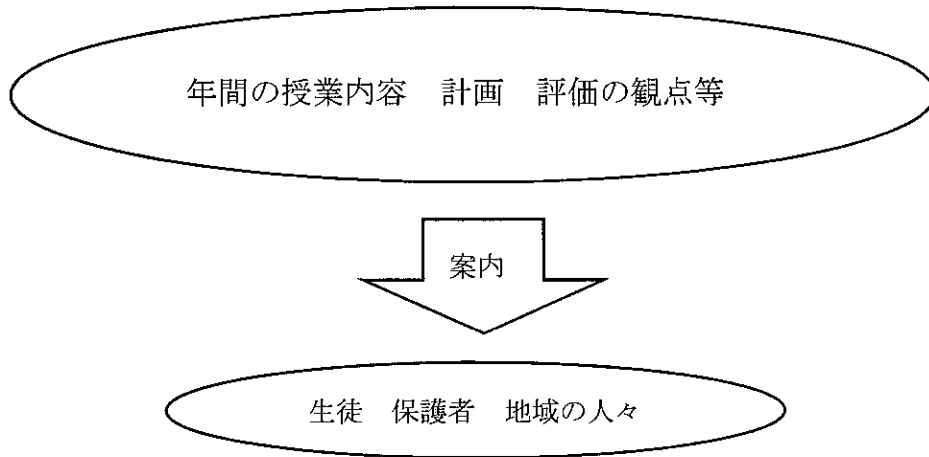 年間の授業内容　計画　評価の観点等
案内
生徒　保護者　地域の人々